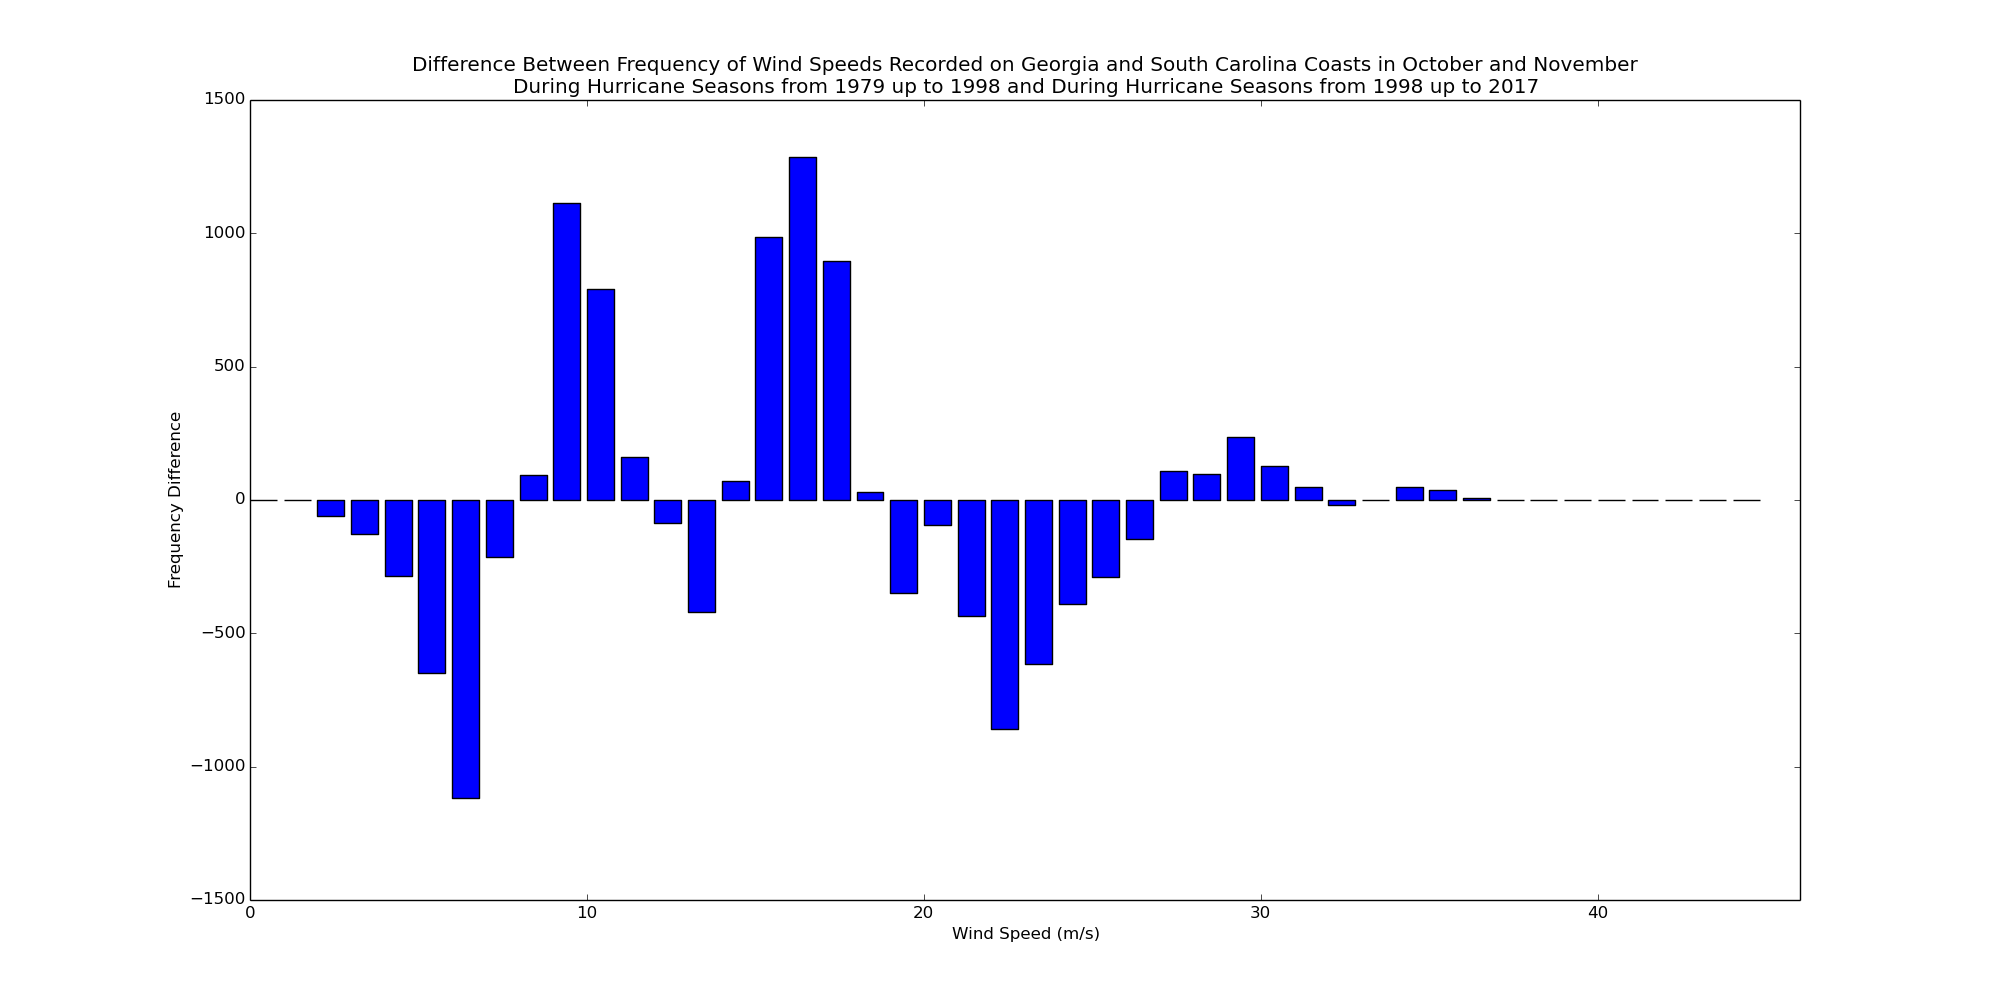 Difference Between Frequency of Wind Speeds Recorded on Georgia and South Carolina Coasts in October and November
During Hurricane Seasons from 1979 up to 1998 and During Hurricane Seasons from 1998 up to 2017
1500
1000
500
0
−500
−1000
−1500
Frequency Difference
0 10 20 30 40
Wind Speed (m/s)